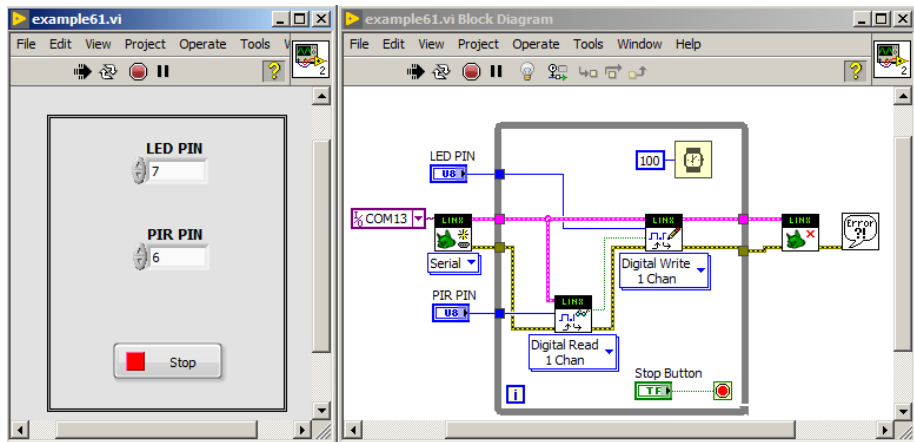 example61.vi
File Edit View Project Operate Tools
2
LED PIN
7
PIR PIN
6
Stop
example61.vi Block Diagram
File Edit View Project Operate Tools Window Help
2
LED PIN
U8
100
COM13
LINX
LINX
LINX
Error
?!
Serial
Digital Write
1 Chan
PIR PIN
U8
LINX
Digital Read
1 Chan
Stop Button
TF
i